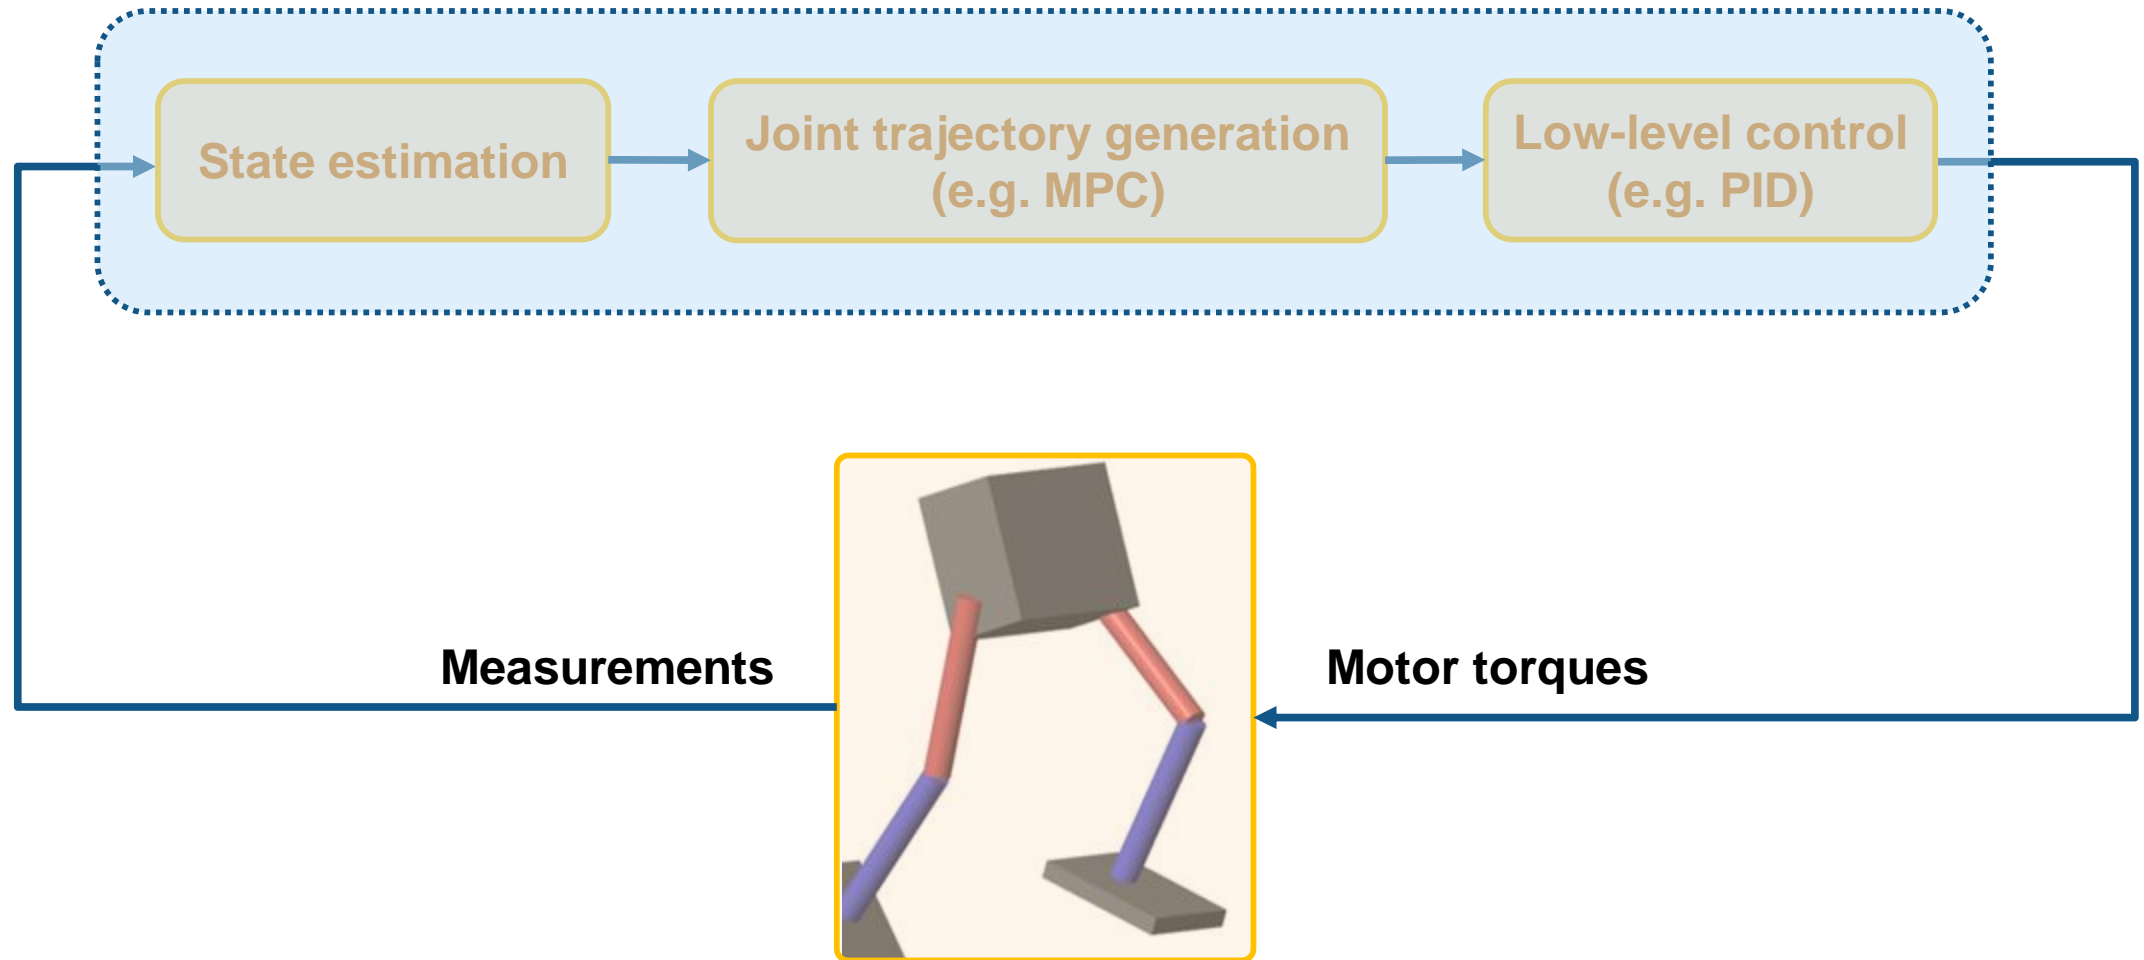 State estimation
Joint trajectory generation
(e.g. MPC)
Low-level control
(e.g. PID)
Measurements
Motor torques